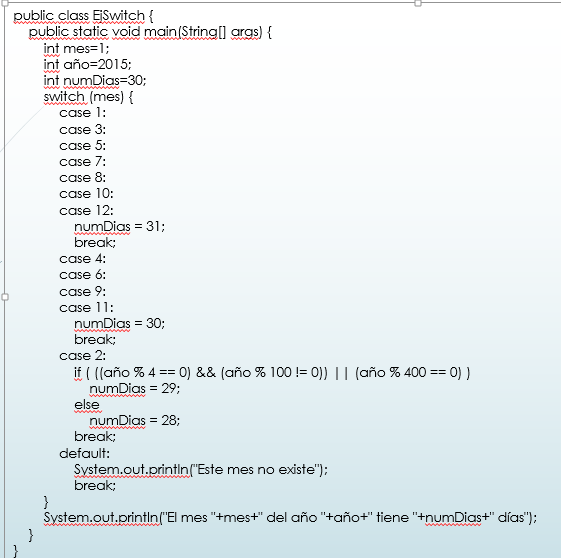 public class EjSwitch {
public static void main(String[] args) {
int mes=1;
int año=2015;
int numDias=30;
switch (mes) {
case 1:
case 3:
case 5:
case 7:
case 8:
case 10:
case 12:
numDias = 31;
break;
case 4:
case 6:
case 9:
case 11:
numDias = 30;
break;
case 2:
if ( ((año % 4 == 0) && (año % 100 != 0)) || (año % 400 == 0) )
numDias = 29;
else
numDias = 28;
break;
default:
System.out.println("Este mes no existe");
break;
}
System.out.println("El mes "+mes+" del año "+año+" tiene "+numDias+" días");
}
}